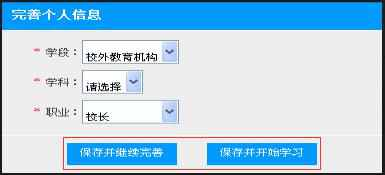 完善个人信息
* 学段： 校外教育机构
* 学科： 请选择
* 职业： 校长
保存并继续完善 保存并开始学习